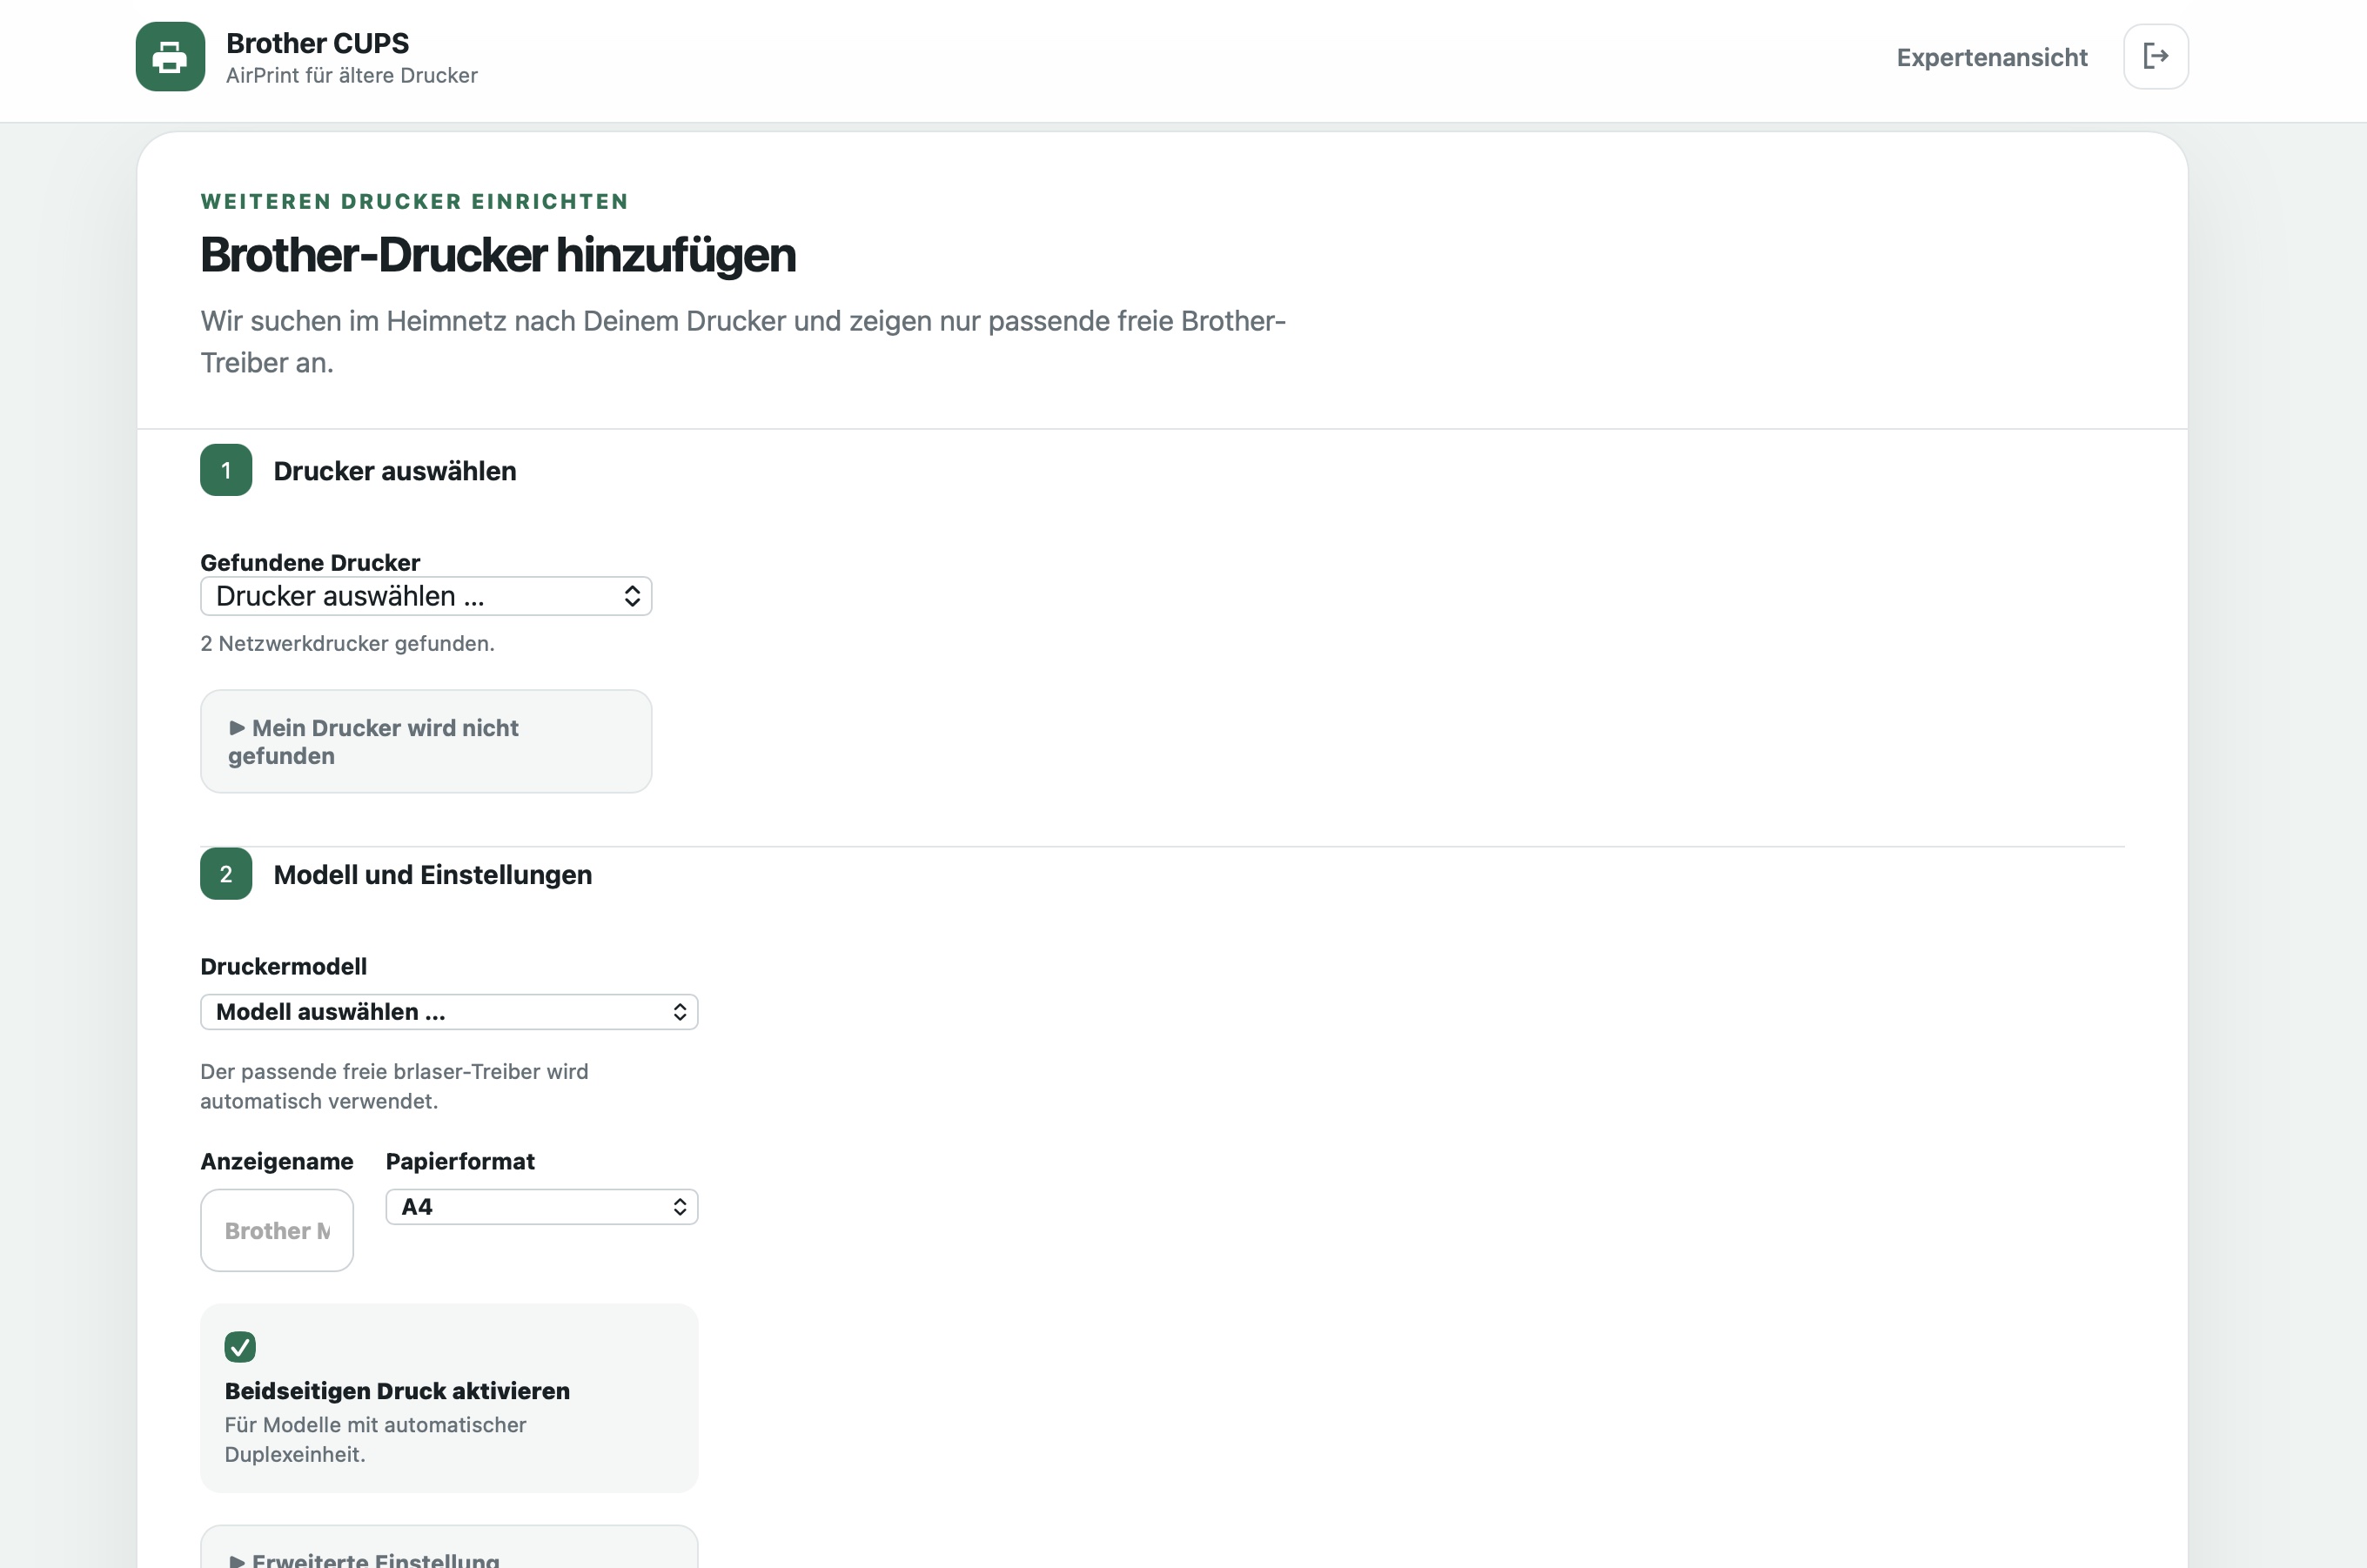 Brother CUPS
AirPrint für ältere Drucker
Expertenansicht
WEITEREN DRUCKER EINRICHTEN
Brother-Drucker hinzufügen
Wir suchen im Heimnetz nach Deinem Drucker und zeigen nur passende freie Brother-
Treiber an.
1 Drucker auswählen
Gefundene Drucker
Drucker auswählen ...
2 Netzwerkdrucker gefunden.
Mein Drucker wird nicht
gefunden
2 Modell und Einstellungen
Druckermodell
Modell auswählen ...
Der passende freie brlaser-Treiber wird
automatisch verwendet.
Anzeigename Papierformat
Brother A4
Beidseitigen Druck aktivieren
Für Modelle mit automatischer
Duplexeinheit.
Erweiterte Einstellung